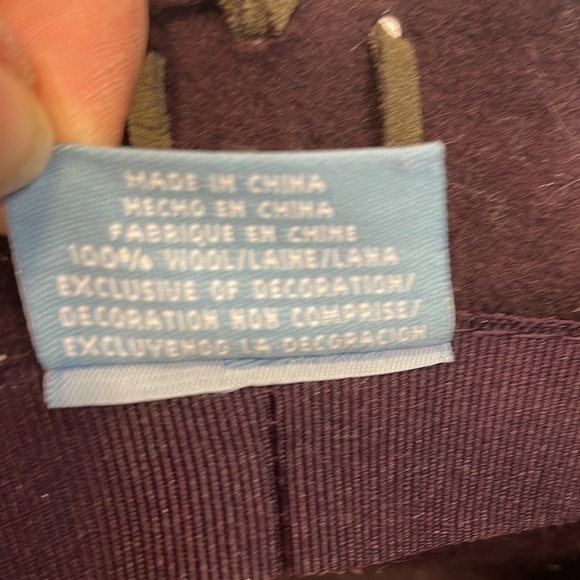 MADE IN CHINA
HECHO EN CHINA
FABRIQUE EN CHINE
100% WOOL/LAINE/LANA
EXCLUSIVE OF DECORATION/
DECORATION NON COMPRISE/
EXCLUYENDO LA DECORACION